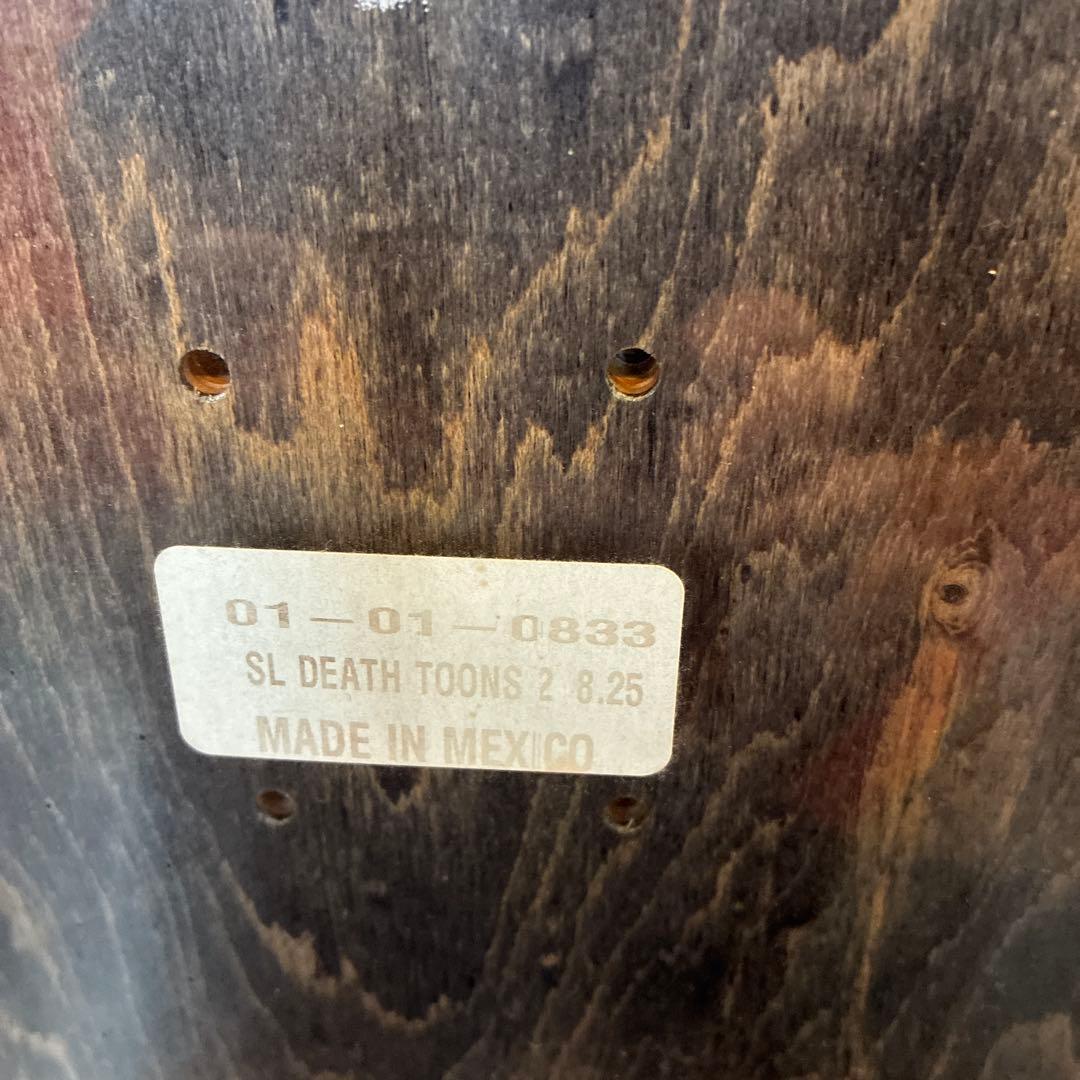 01-01-0833
SL DEATH TOONS 2 8.25
MADE IN MEXICO